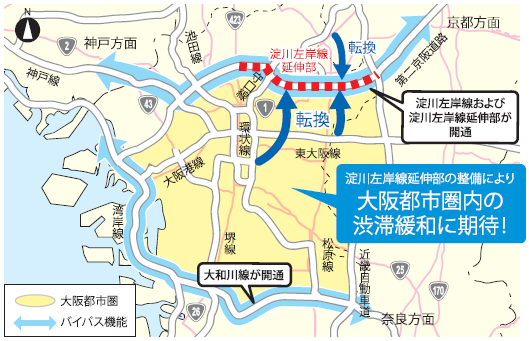 N
423
京都方面
2
神戸方面
池田線
淀川左岸線
延伸部
転換
第二京阪道路
神戸線
43
守口線
1
転換
淀川左岸線および
淀川左岸線延伸部が
開通
環状線
東大阪線
大阪港線
淀川左岸線延伸部の整備により
大阪都市圏内の
渋滞緩和に期待!
湾岸線
堺線
松原線
近畿自動車道
大和川線が開通
25
170
26
奈良方面
大阪都市圏
バイパス機能